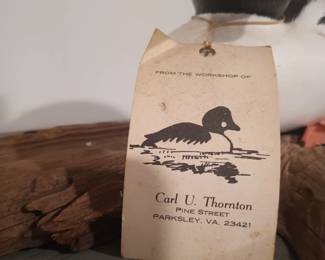 FROM THE WORKSHOP OF
Carl U. Thornton
PINE STREET
PARKSLEY, VA. 23421